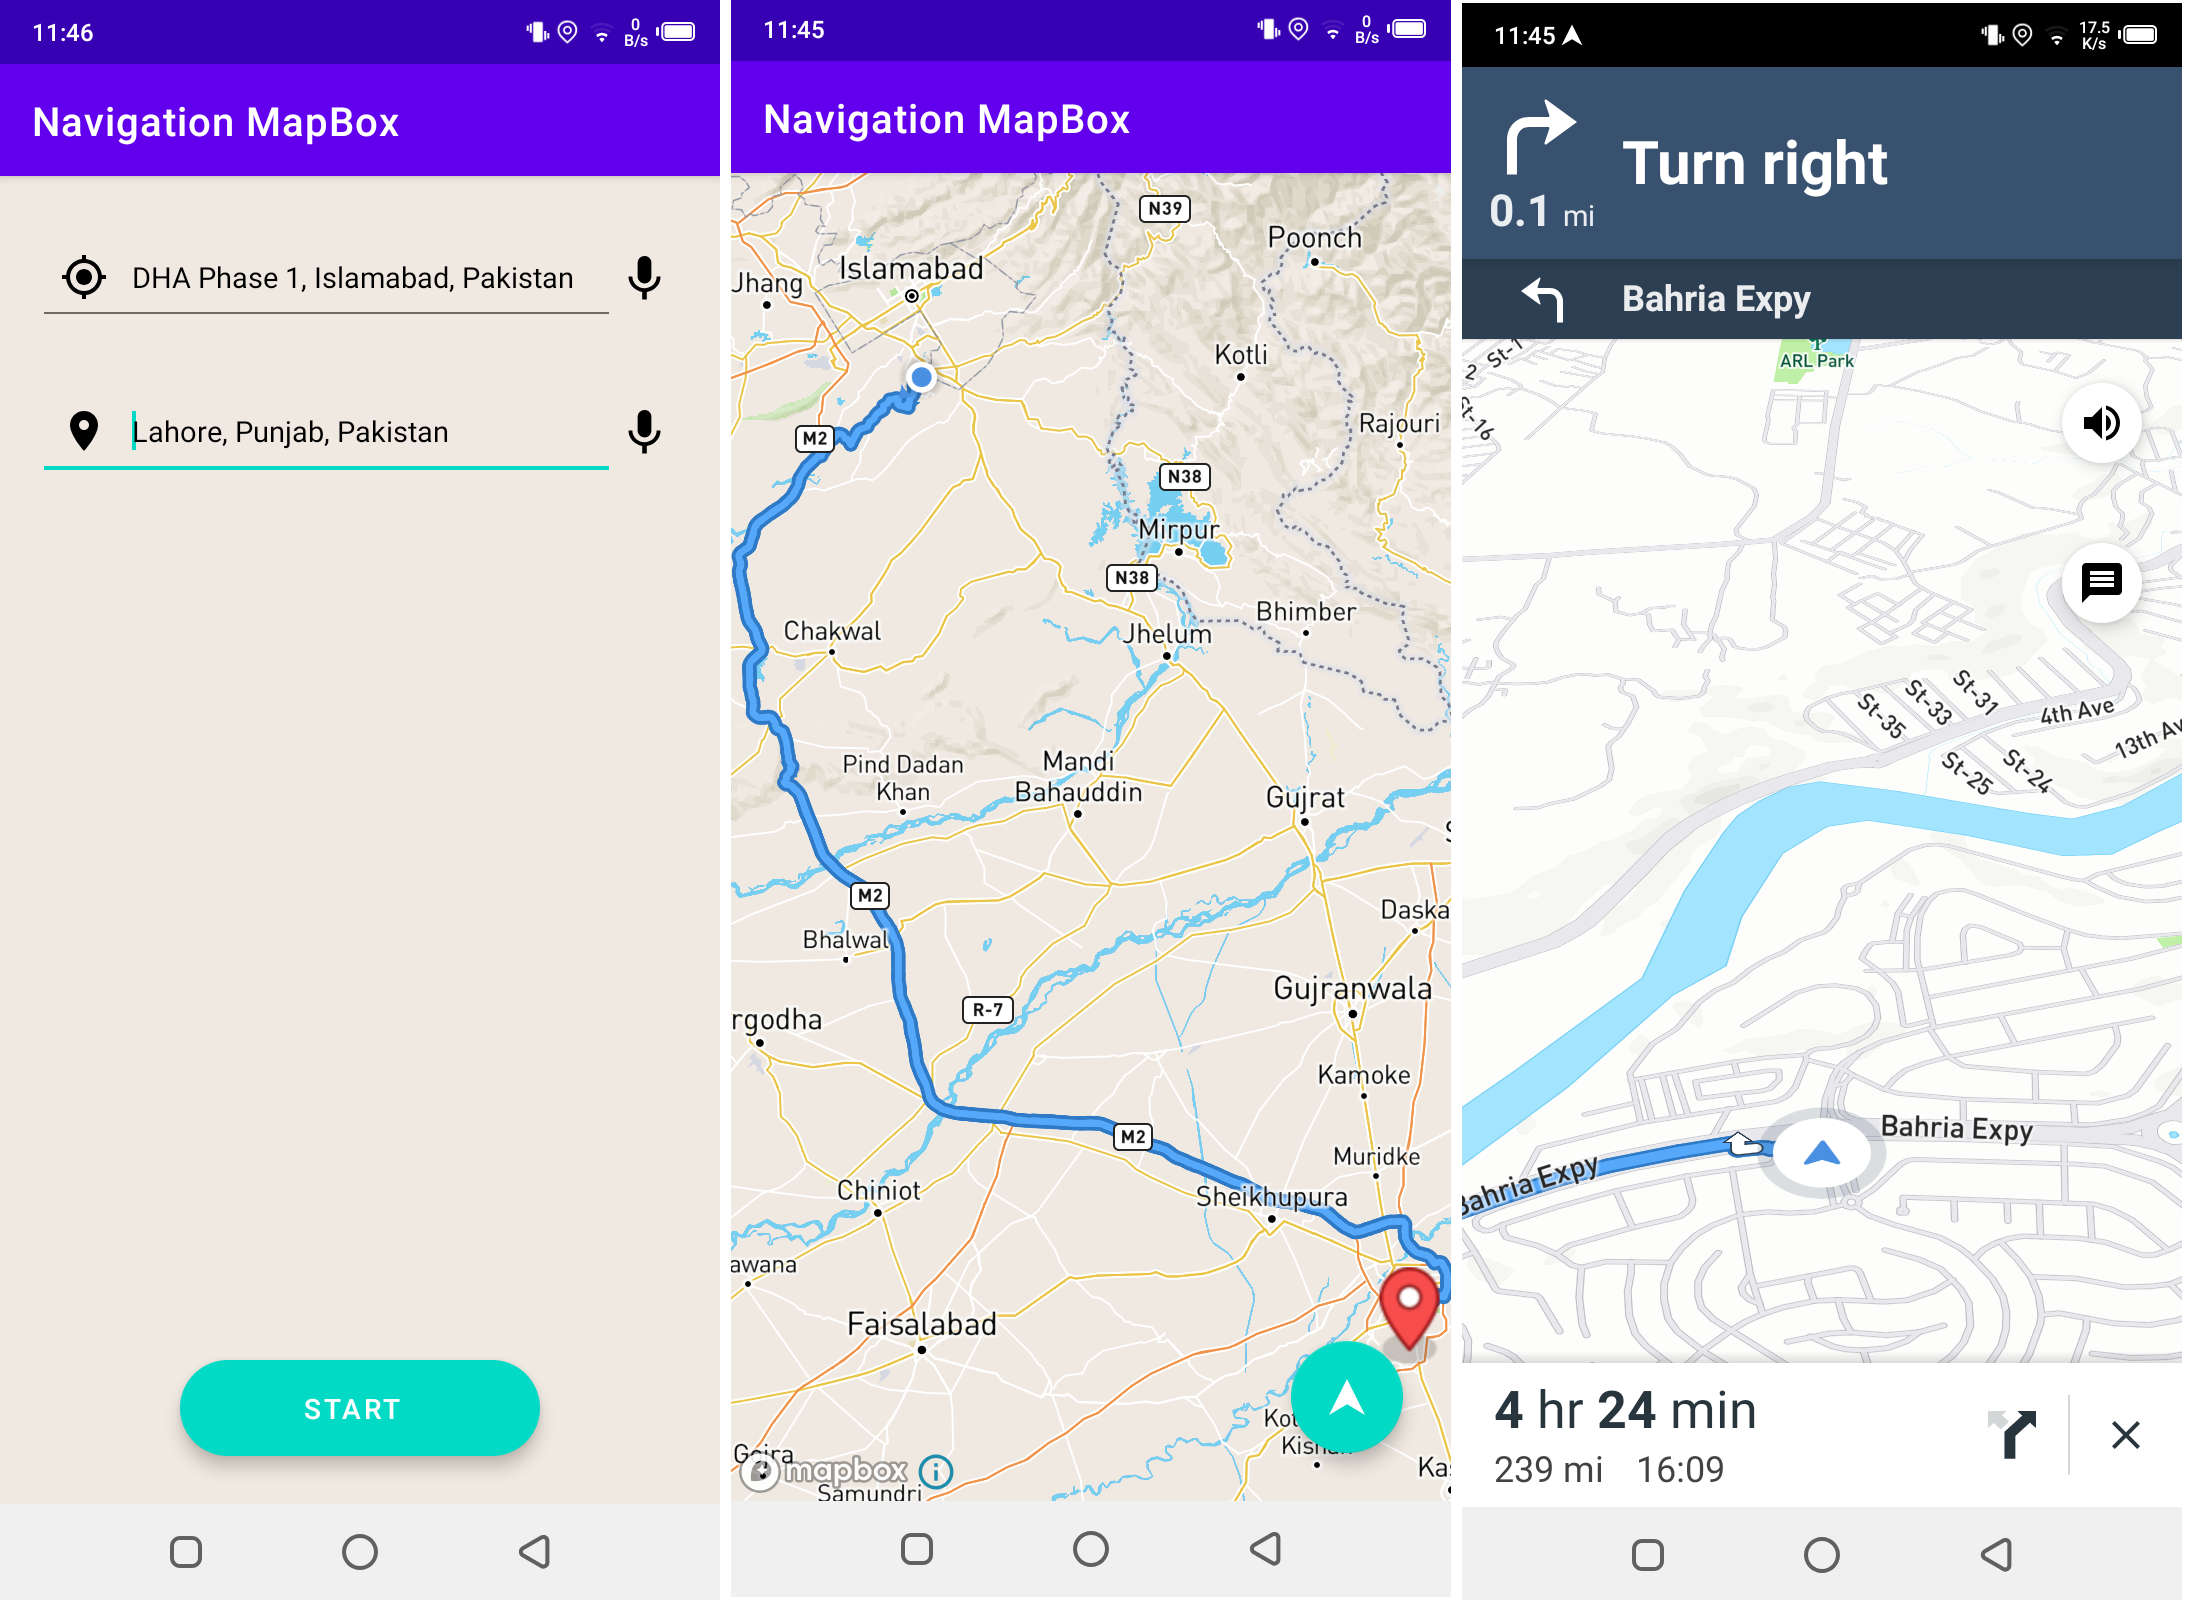 11:46
0
B/s
Navigation MapBox
DHA Phase 1, Islamabad, Pakistan
Lahore, Punjab, Pakistan
START
11:45
0
B/s
Navigation MapBox
N39
Poonch
Islamabad
Jhang
Kotli
Rajouri
M2
N38
Mirpur
N38
Bhimber
Chakwal
Jhelum
Pind Dadan
Khan
Mandi
Bahauddin
Gujrat
M2
Daska
Bhalwal
Gujranwala
R-7
rgodha
Kamoke
M2
Muridke
Chiniot
Sheikhupura
awana
Faisalabad
Kot
Kishan
Gojra
mapbox
Kas
Samundri
11:45
17.5
K/s
Turn right
0.1 mi
Bahria Expy
ARL Park
2
St-1
St-16
St-31
St-33
St-35
4th Ave
13th Av
St-24
St-25
Bahria Expy
Bahria Expy
4 hr 24 min
239 mi 16:09